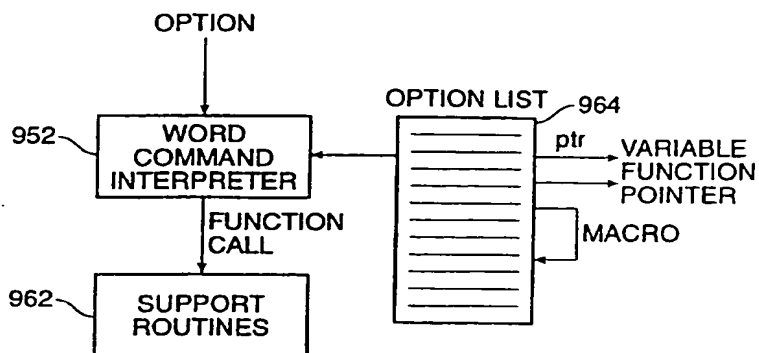 OPTION
OPTION LIST
964
952
WORD
COMMAND
INTERPRETER
ptr
VARIABLE
FUNCTION
POINTER
FUNCTION
CALL
MACRO
962
SUPPORT
ROUTINES